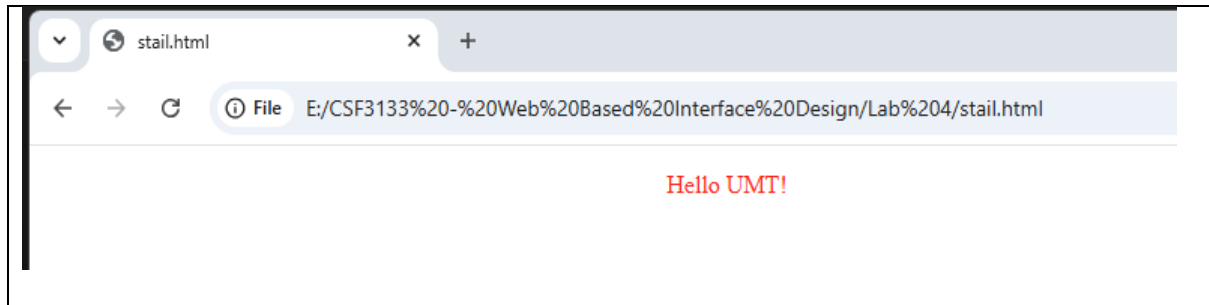 stail.html
File E:/CSF3133%20-%20Web%20Based%20Interface%20Design/Lab%204/stail.html
Hello UMT!